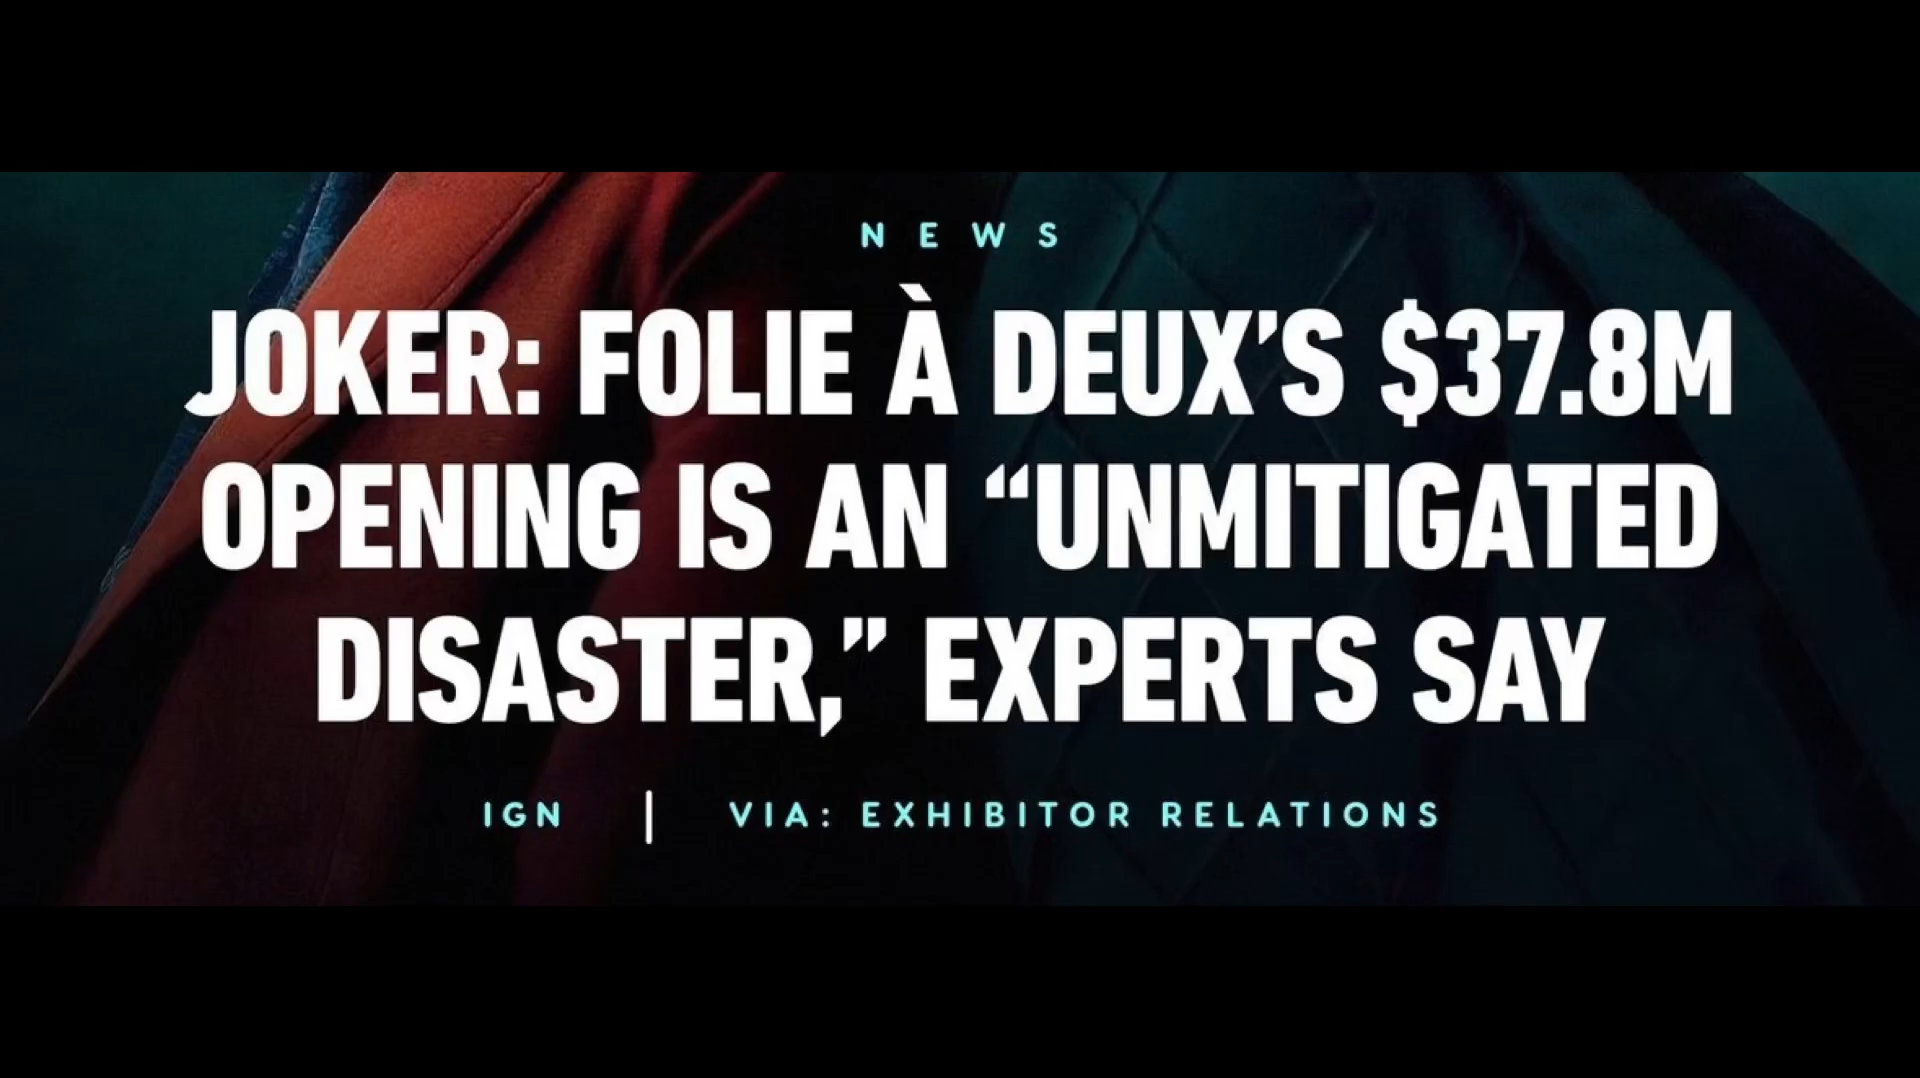 NEWS
JOKER: FOLIE À DEUX’S $37.8M
OPENING IS AN “UNMITIGATED
DISASTER,” EXPERTS SAY
IGN | VIA: EXHIBITOR RELATIONS